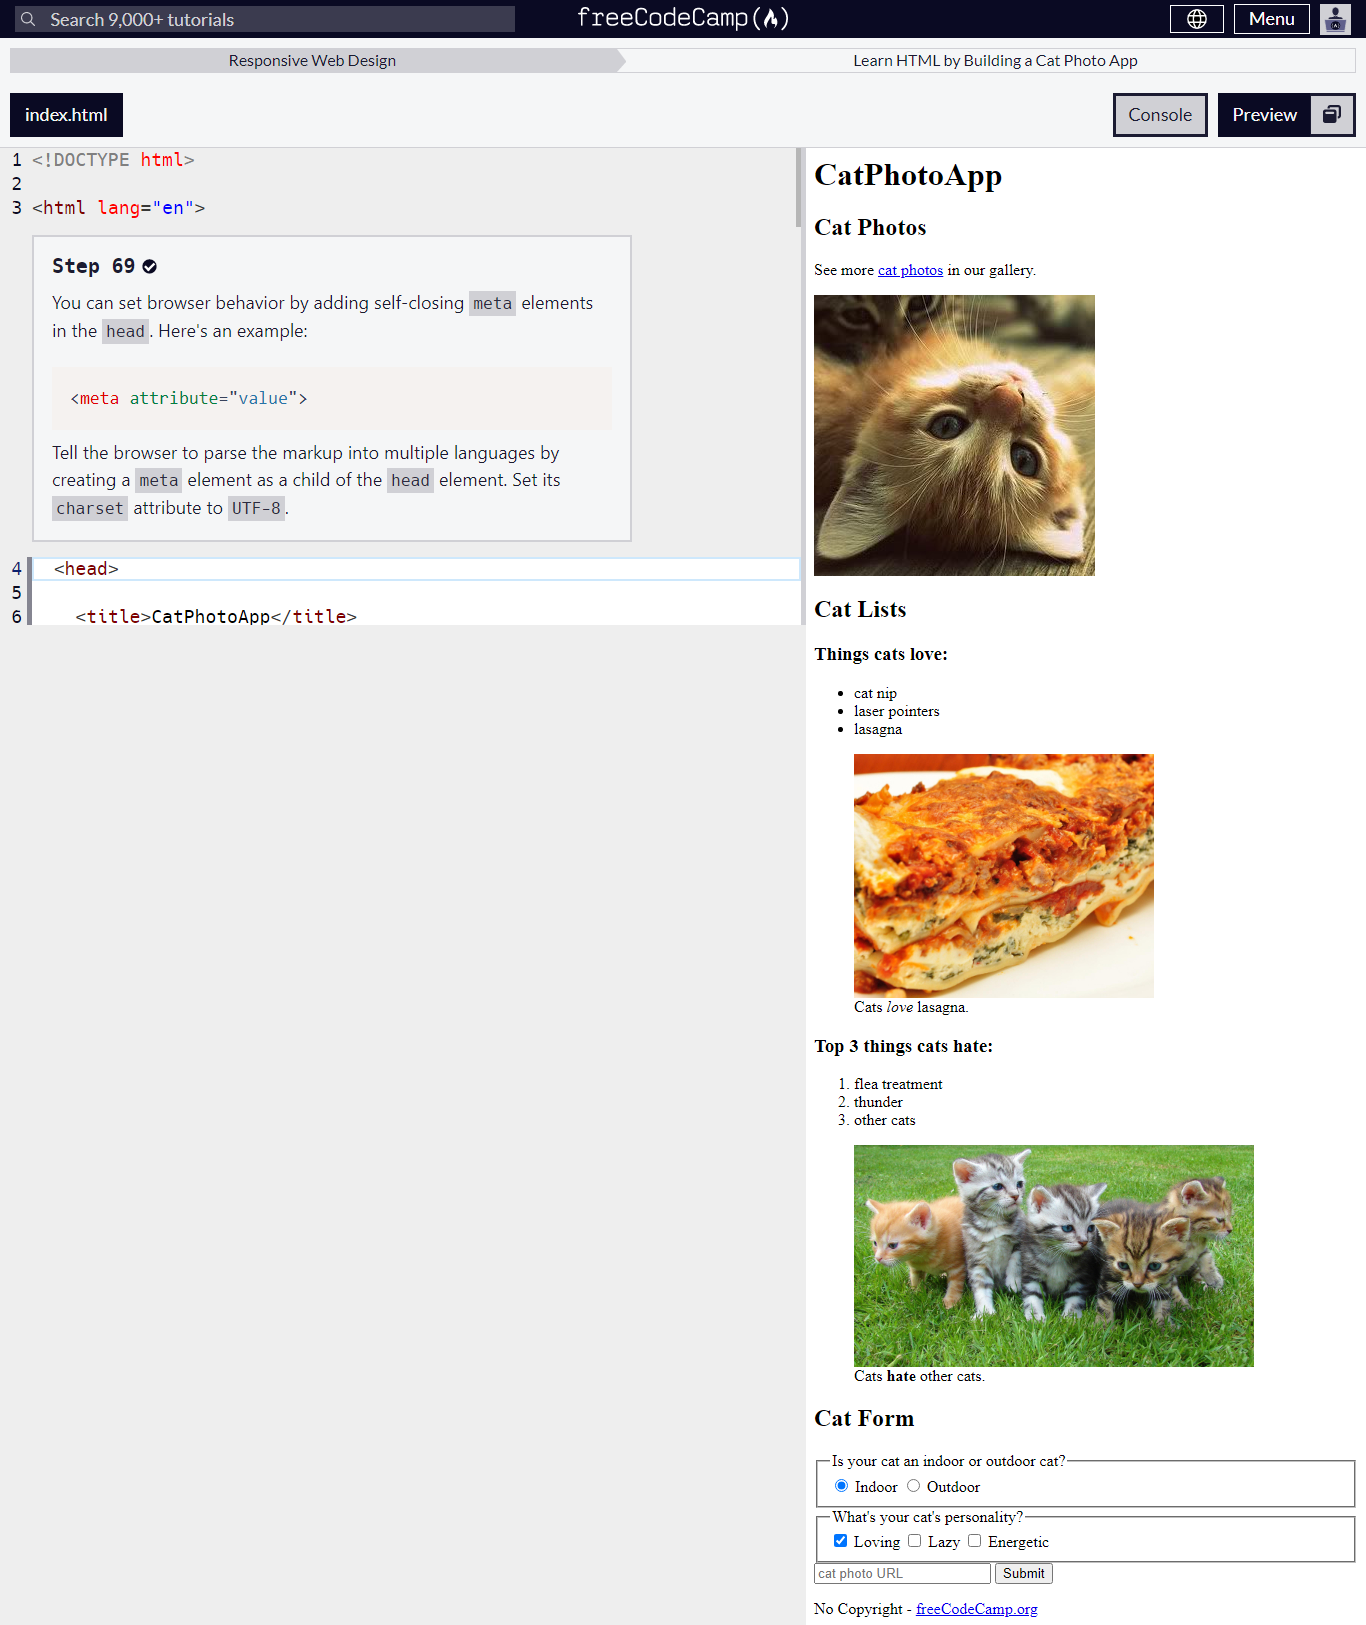 Search 9,000+ tutorials
freeCodeCamp
Menu
Responsive Web Design
Learn HTML by Building a Cat Photo App
index.html
Console
Preview
1 <!DOCTYPE html>
2
3 <html lang="en">
Step 69
You can set browser behavior by adding self-closing meta elements
in the head. Here's an example:
<meta attribute="value">
Tell the browser to parse the markup into multiple languages by
creating a meta element as a child of the head element. Set its
charset attribute to UTF-8.
4 <head>
5
6 <title>CatPhotoApp</title>
CatPhotoApp
Cat Photos
See more cat photos in our gallery.
Cat Lists
Things cats love:
• cat nip
• laser pointers
• lasagna
Cats love lasagna.
Top 3 things cats hate:
1. flea treatment
2. thunder
3. other cats
Cats hate other cats.
Cat Form
Is your cat an indoor or outdoor cat?
Indoor Outdoor
What's your cat's personality?
Loving Lazy Energetic
cat photo URL Submit
No Copyright - freeCodeCamp.org